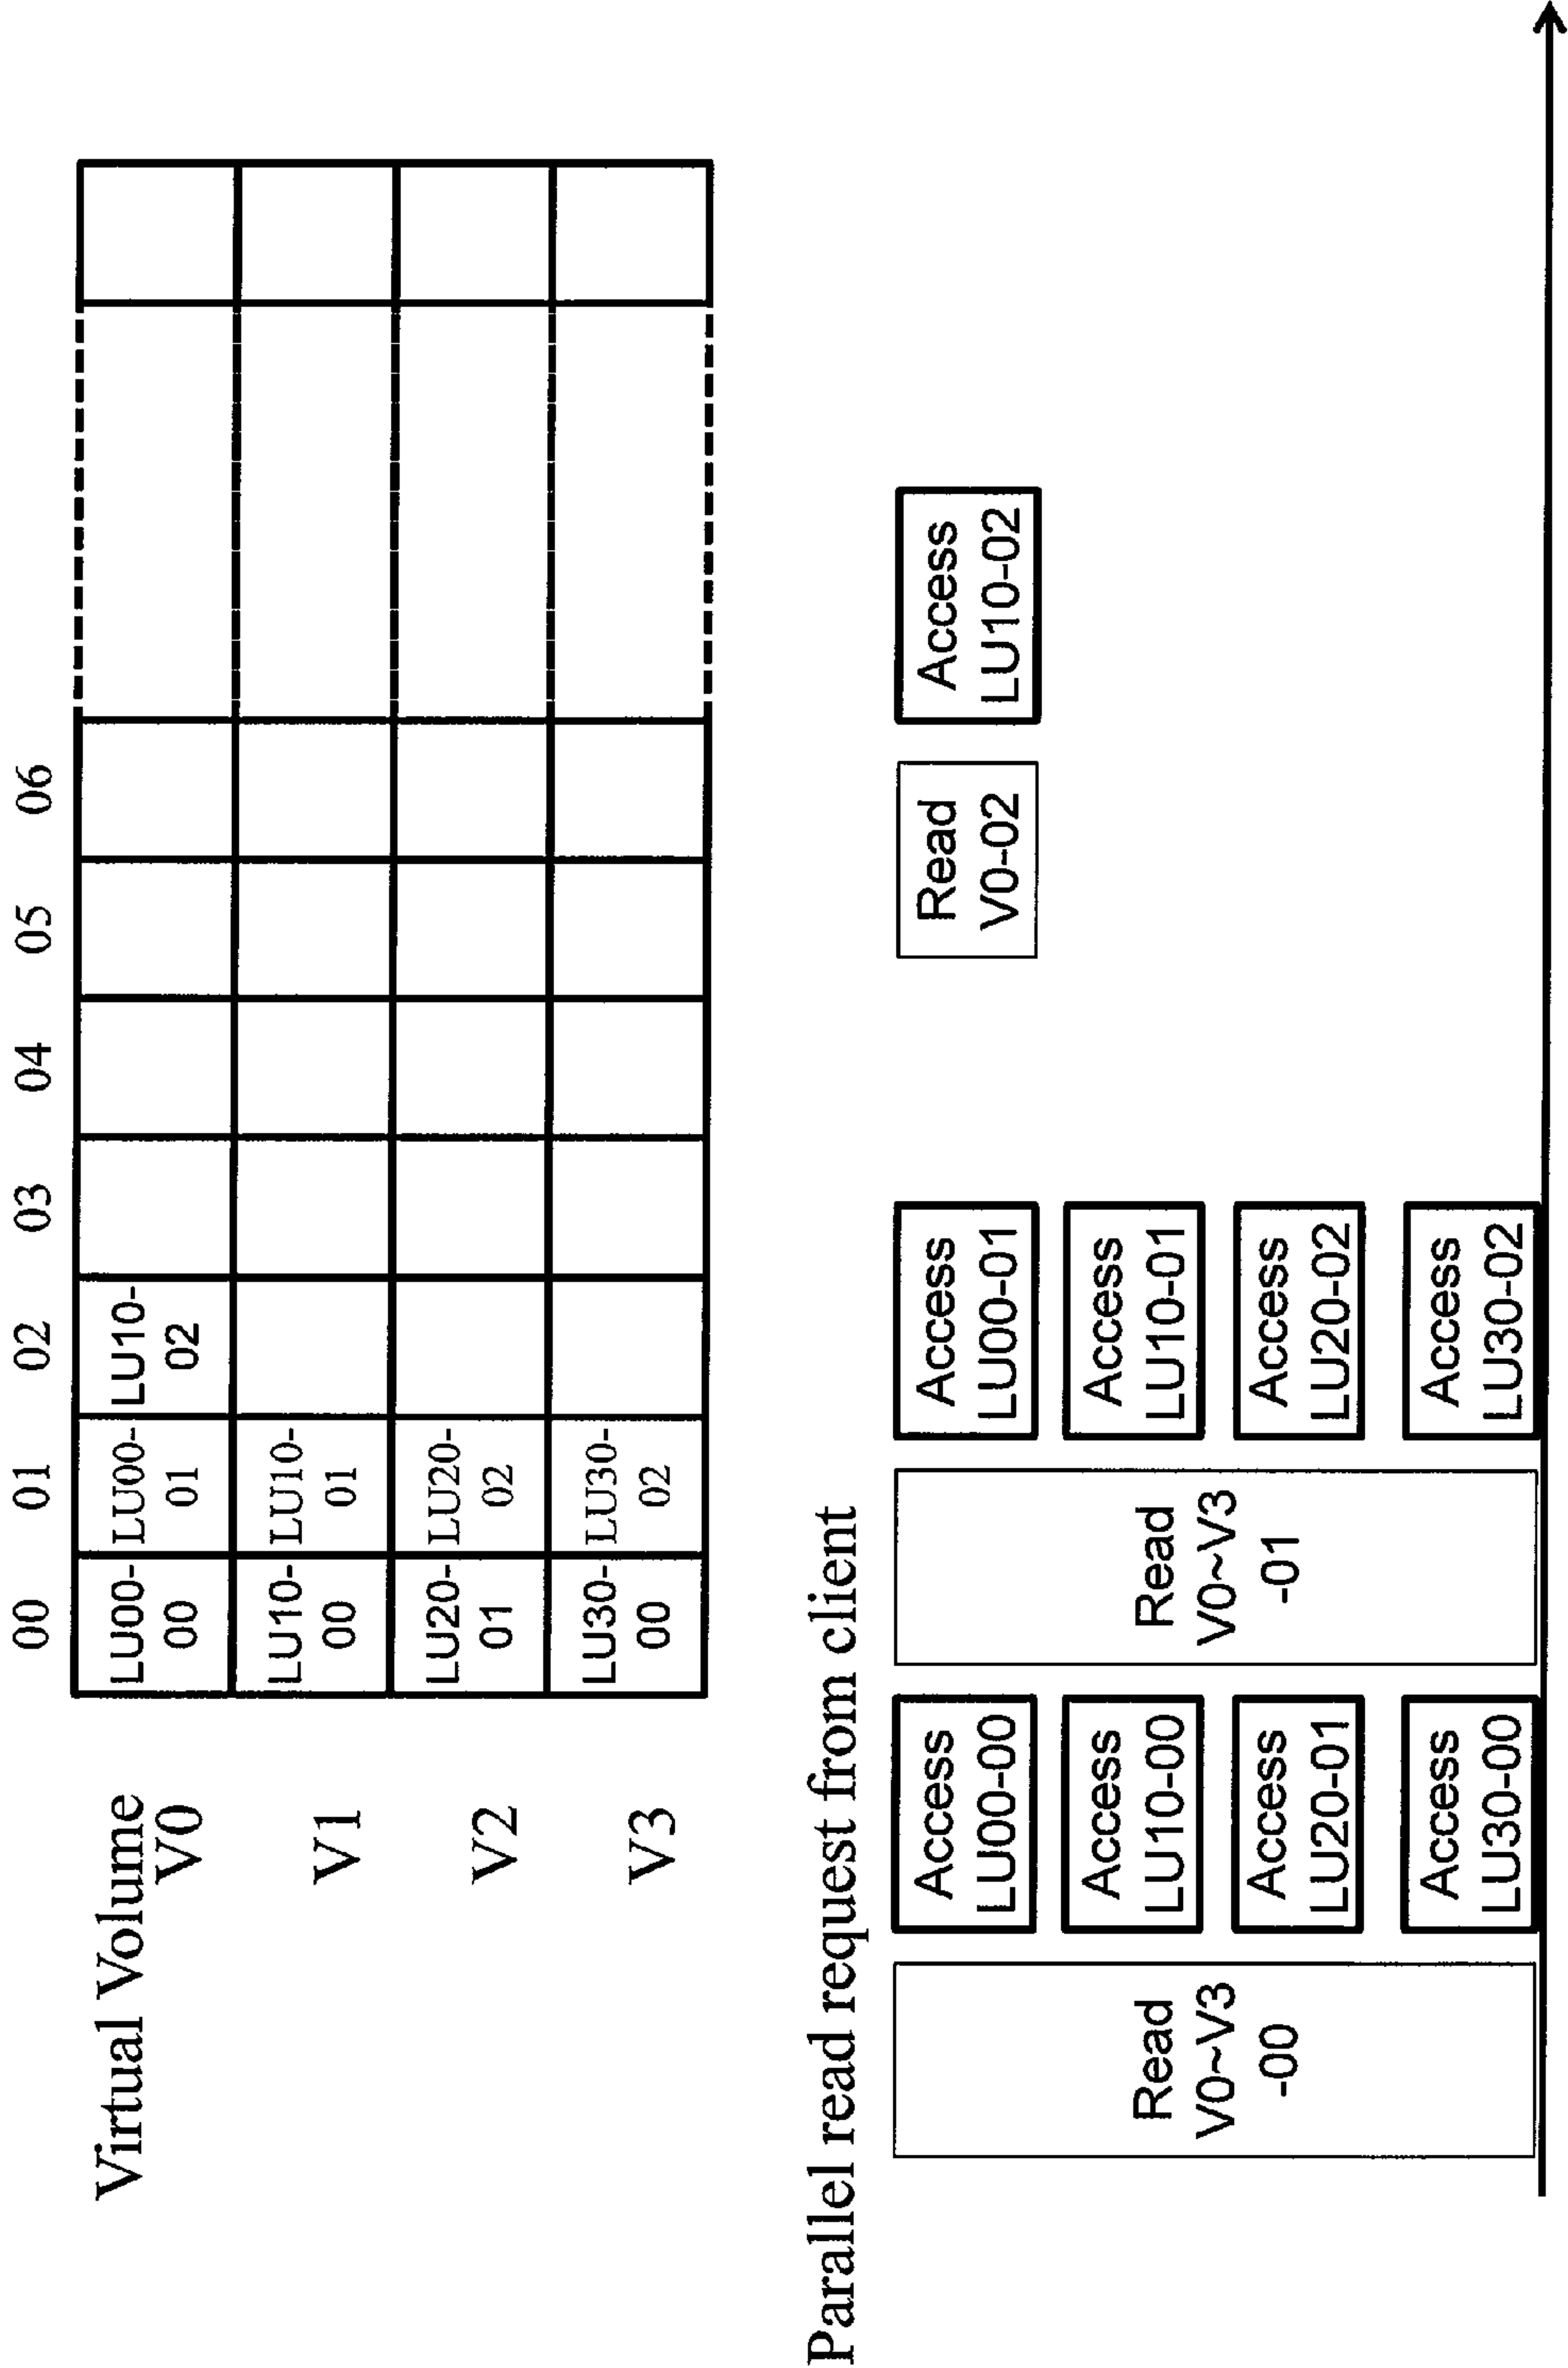 00 01 02 03 04 05 06
Virtual Volume
V0
LU00-
00
LU00-
01
LU10-
02
V1
LU10-
00
LU10-
01
V2
LU20-
01
LU20-
02
V3
LU30-
00
LU30-
02
Parallel read request from client
Read
V0~V3
-00
Access
LU00-00
Access
LU10-00
Access
LU20-01
Access
LU30-00
Read
V0~V3
-01
Access
LU00-01
Access
LU10-01
Access
LU20-02
Access
LU30-02
Read
V0-02
Access
LU10-02